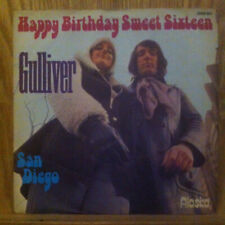 Happy Birthday Sweet Sixteen
Gulliver
San
Diego
Alaska